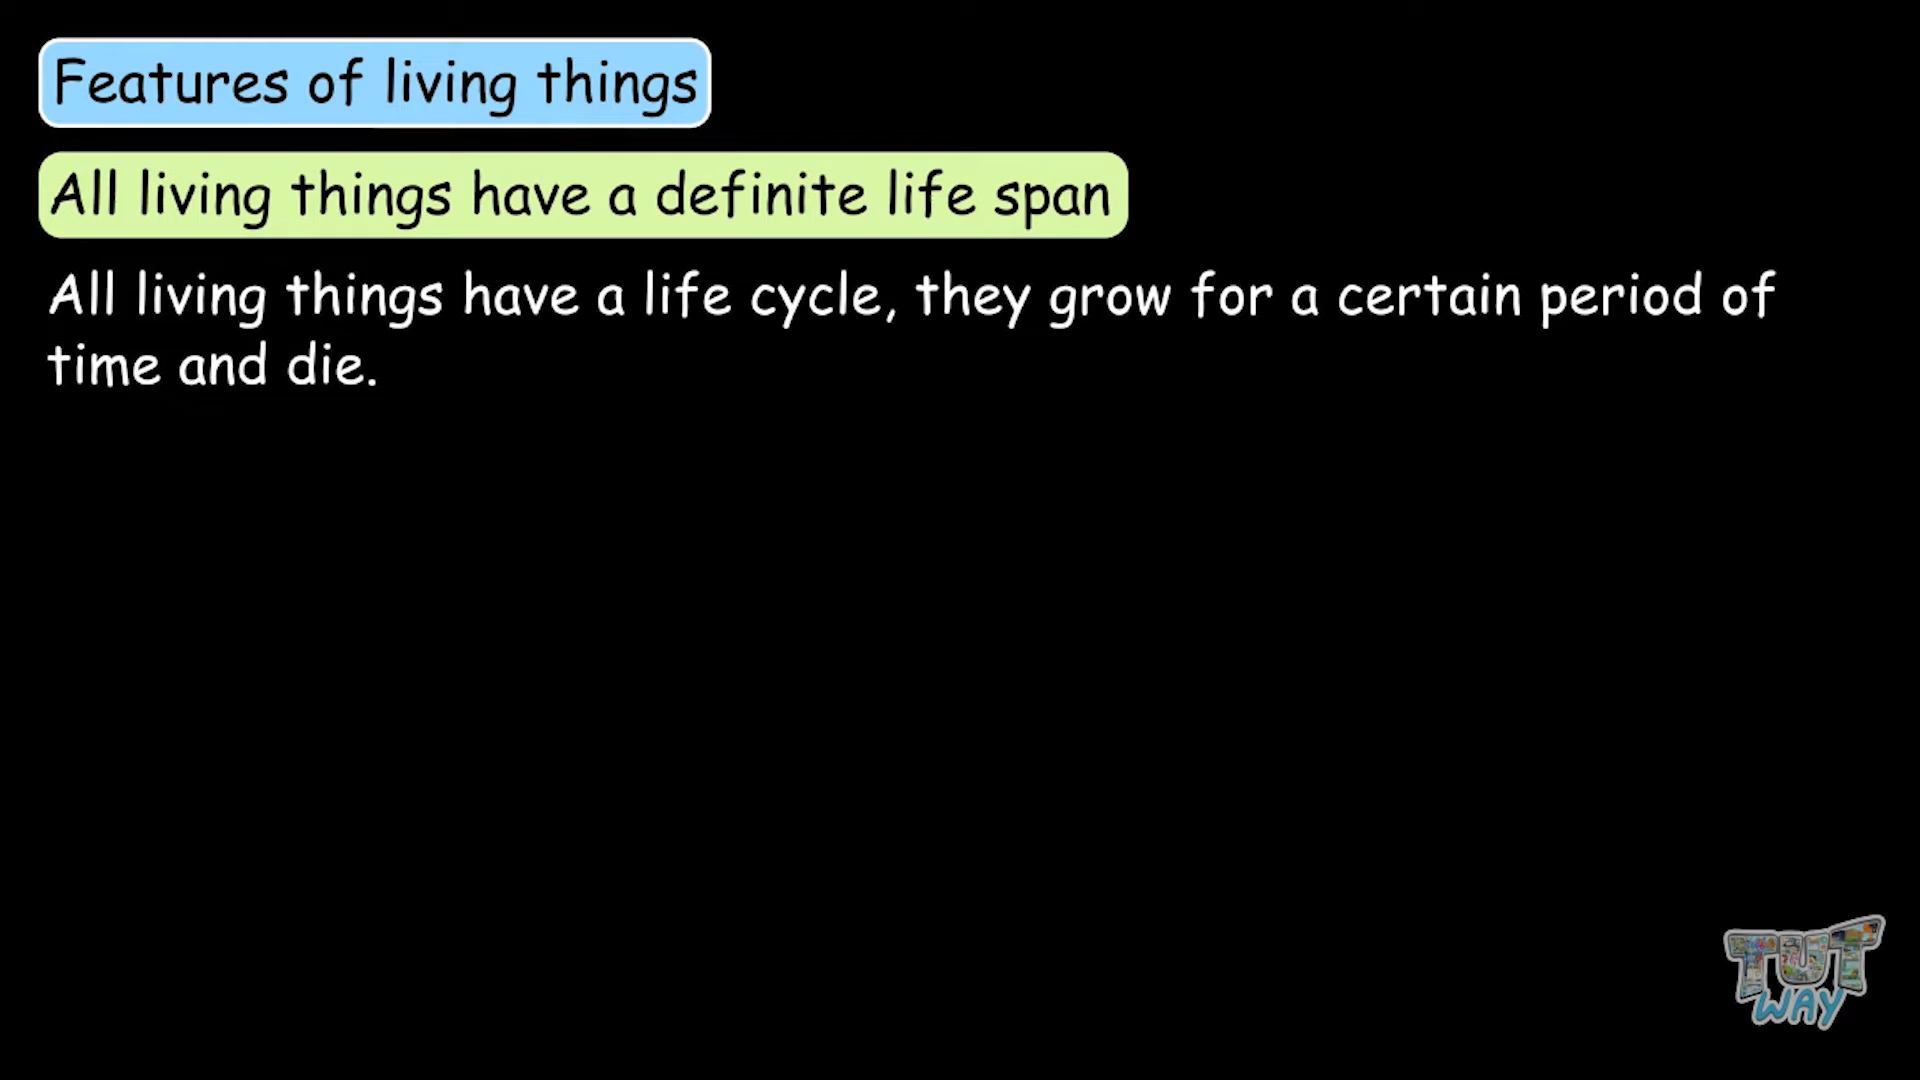 Features of living things
All living things have a definite life span
All living things have a life cycle, they grow for a certain period of
time and die.
TUT
WAY